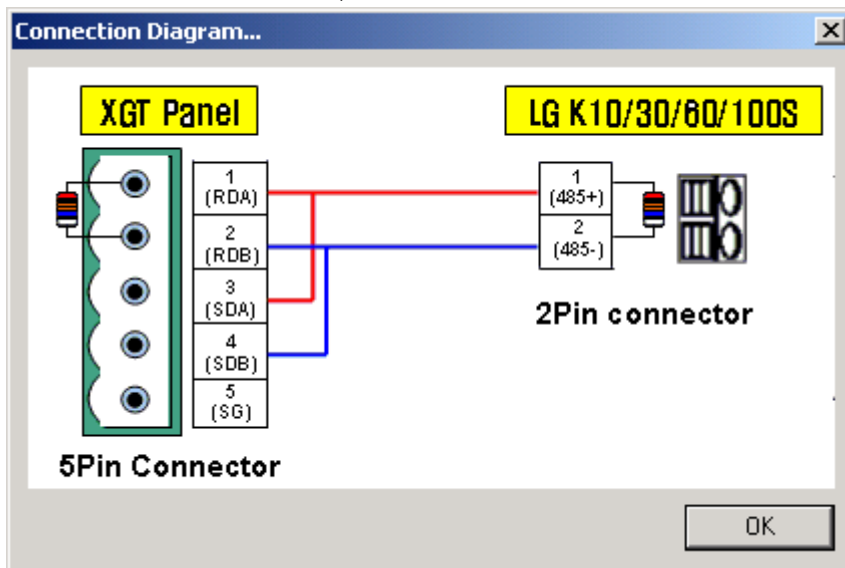 Connection Diagram...
XGT Panel
LG K10/30/60/100S
1
(RDA)
2
(RDB)
3
(SDA)
4
(SDB)
5
(SG)
1
(485+)
2
(485-)
2Pin connector
5Pin Connector
OK